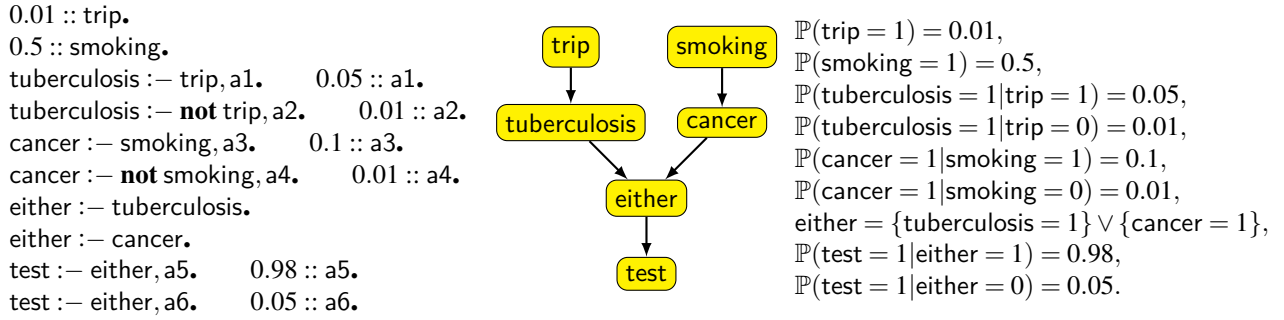 0.01 :: trip.
0.5 :: smoking.
tuberculosis :− trip, a1. 0.05 :: a1.
tuberculosis :− not trip, a2. 0.01 :: a2.
cancer :− smoking, a3. 0.1 :: a3.
cancer :− not smoking, a4. 0.01 :: a4.
either :− tuberculosis.
either :− cancer.
test :− either, a5. 0.98 :: a5.
test :− either, a6. 0.05 :: a6.
trip smoking
tuberculosis cancer
either
test
ℙ(trip = 1) = 0.01,
ℙ(smoking = 1) = 0.5,
ℙ(tuberculosis = 1|trip = 1) = 0.05,
ℙ(tuberculosis = 1|trip = 0) = 0.01,
ℙ(cancer = 1|smoking = 1) = 0.1,
ℙ(cancer = 1|smoking = 0) = 0.01,
either = {tuberculosis = 1} ∨ {cancer = 1},
ℙ(test = 1|either = 1) = 0.98,
ℙ(test = 1|either = 0) = 0.05.